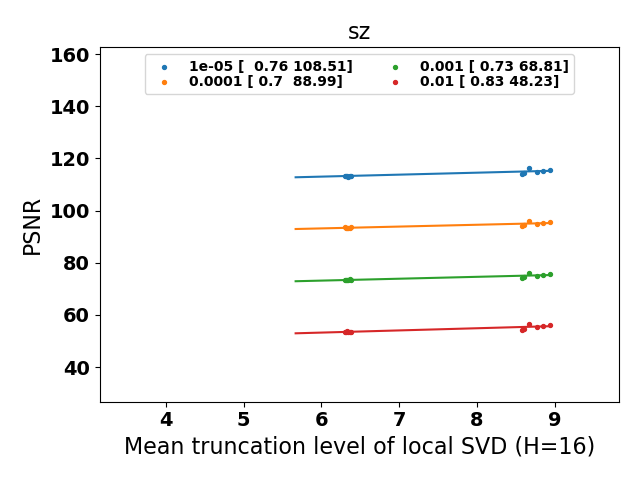 sz
1e-05 [  0.76 108.51]
0.0001 [ 0.7  88.99]
0.001 [ 0.73 68.81]
0.01 [ 0.83 48.23]
160
140
120
100
80
60
40
PSNR
4 5 6 7 8 9
Mean truncation level of local SVD (H=16)